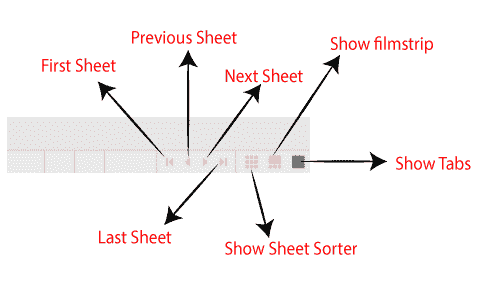 Previous Sheet
Show filmstrip
First Sheet
Next Sheet
Show Tabs
Last Sheet
Show Sheet Sorter